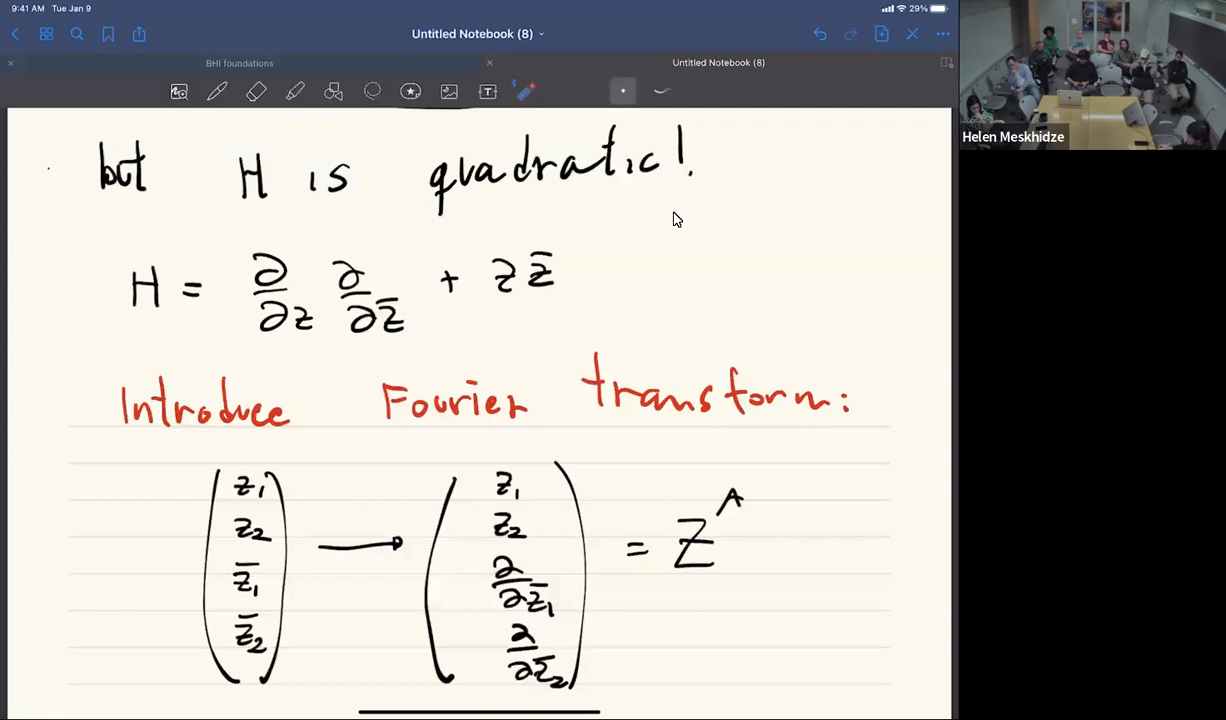 9:41 AM Tue Jan 9
29%
Untitled Notebook (8)
BHI foundations
Untitled Notebook (8)
Helen Meskhidze
but H is quadratic!
H = ∂/∂z ∂/∂z̄ + z z̄
Introduce Fourier transform:
z₁ z₁
z₂ z₂
z̄₁ → ∂/∂z̄₁ = Z^A
z̄₂ ∂/∂z̄₂